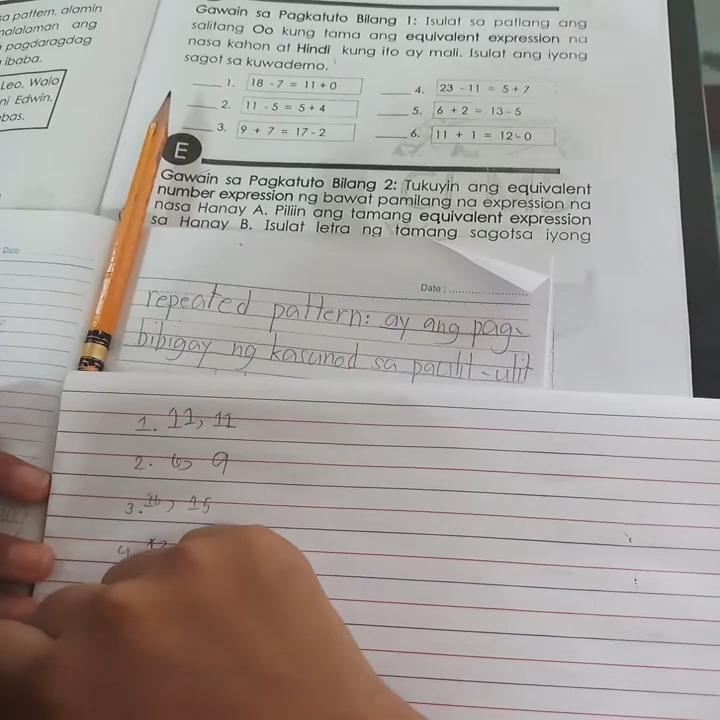 sa pattern, alamin
malalaman ang
pagdaragdag
ibaba.
Leo, Walo
ni Edwin,
bas.
Gawain sa Pagkatuto Bilang 1: Isulat sa patlang ang
salitang Oo kung tama ang equivalent expression na
nasa kahon at Hindi kung ito ay mali. Isulat ang iyong
sagot sa kuwaderno.
1. 18 - 7 = 11 + 0
2. 11 - 5 = 5 + 4
3. 9 + 7 = 17 - 2
4. 23 - 11 = 5 + 7
5. 6 + 2 = 13 - 5
6. 11 + 1 = 12 - 0
E
Gawain sa Pagkatuto Bilang 2: Tukuyin ang equivalent
number expression ng bawat pamilang na expression na
nasa Hanay A. Piliin ang tamang equivalent expression
sa Hanay B. Isulat letra ng tamang sagotsa iyong
Date
Date :
repeated pattern: ay ang pag-
bibigay ng kasunod sa paulit-ulit
1. 11, 11
2. 6, 9
3. 16, 15
4.